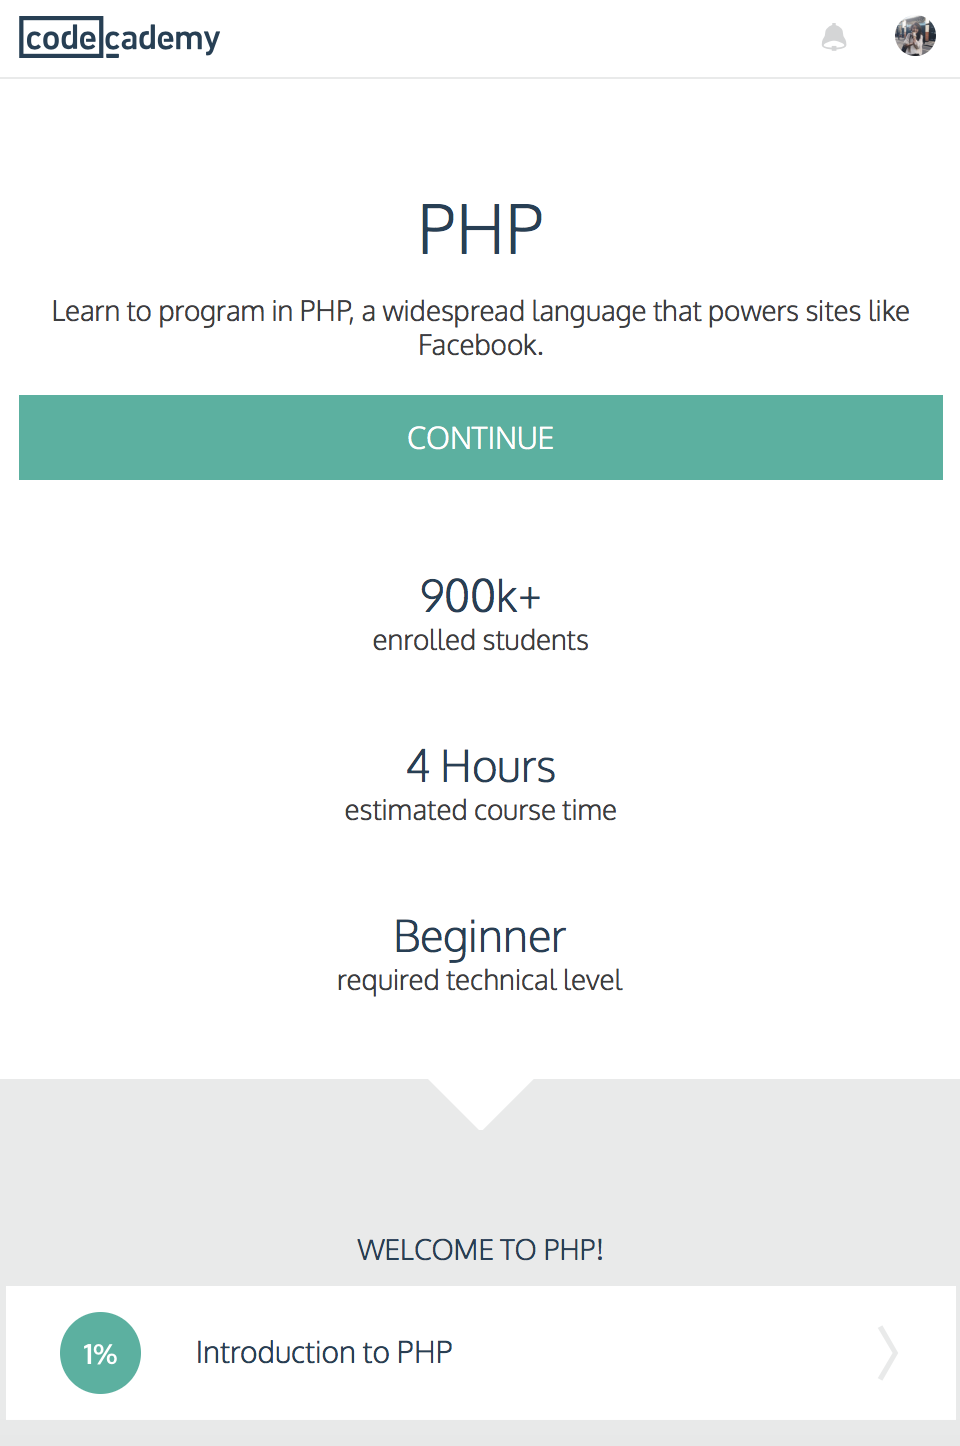 codecademy
PHP
Learn to program in PHP, a widespread language that powers sites like
Facebook.
CONTINUE
900k+
enrolled students
4 Hours
estimated course time
Beginner
required technical level
WELCOME TO PHP!
1% Introduction to PHP